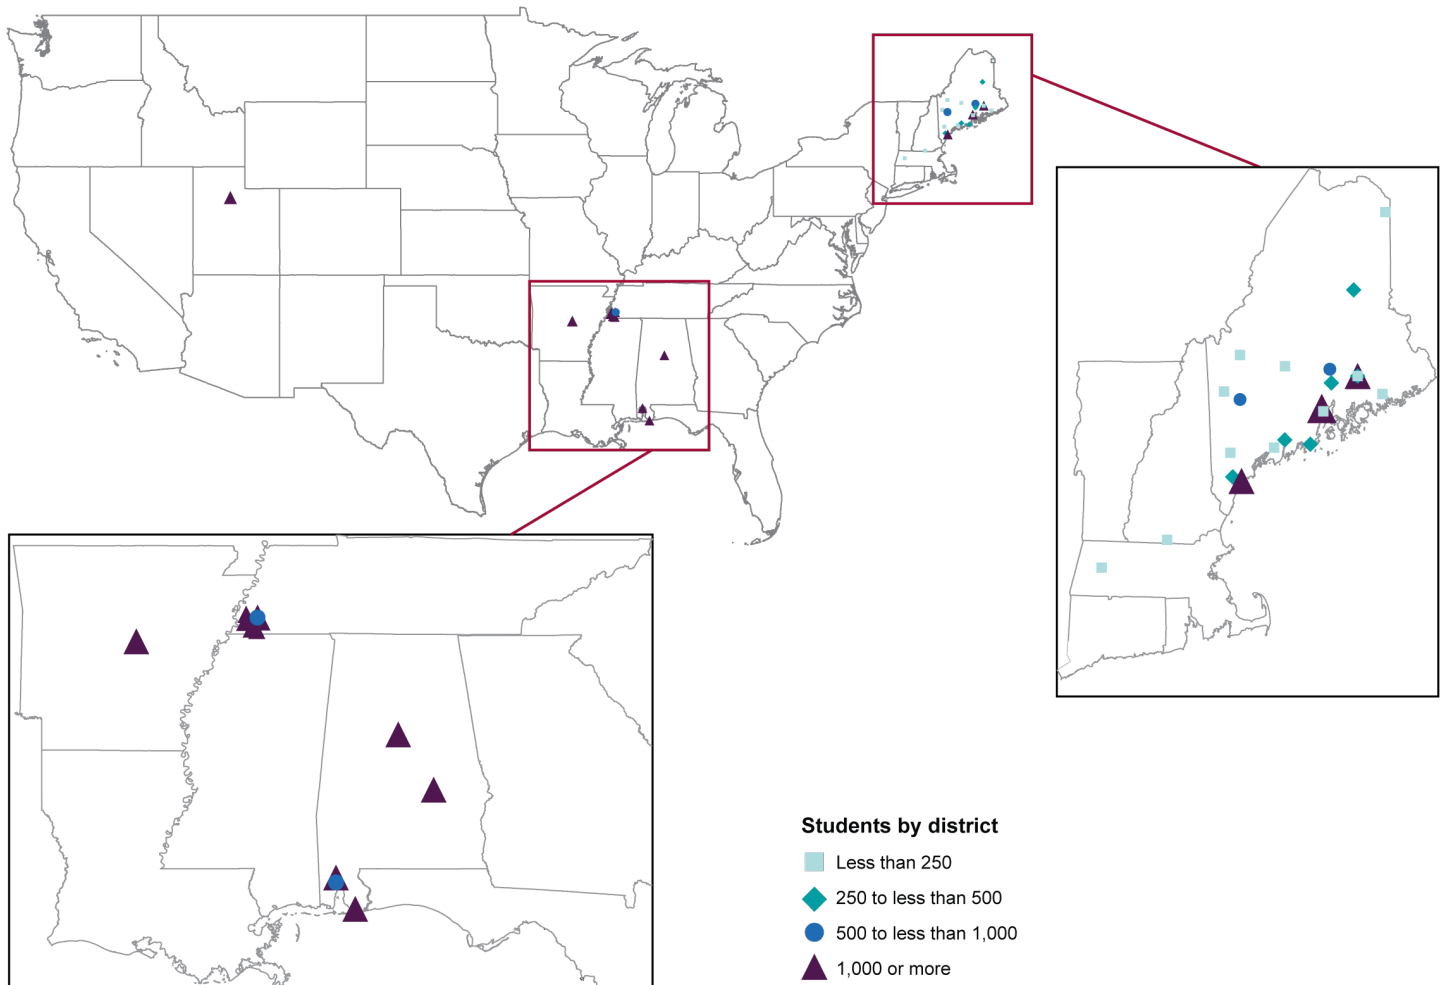 Students by district
Less than 250
250 to less than 500
500 to less than 1,000
1,000 or more